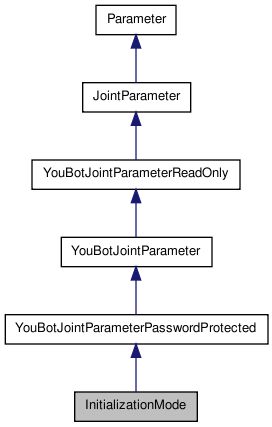 Parameter
JointParameter
YouBotJointParameterReadOnly
YouBotJointParameter
YouBotJointParameterPasswordProtected
InitializationMode